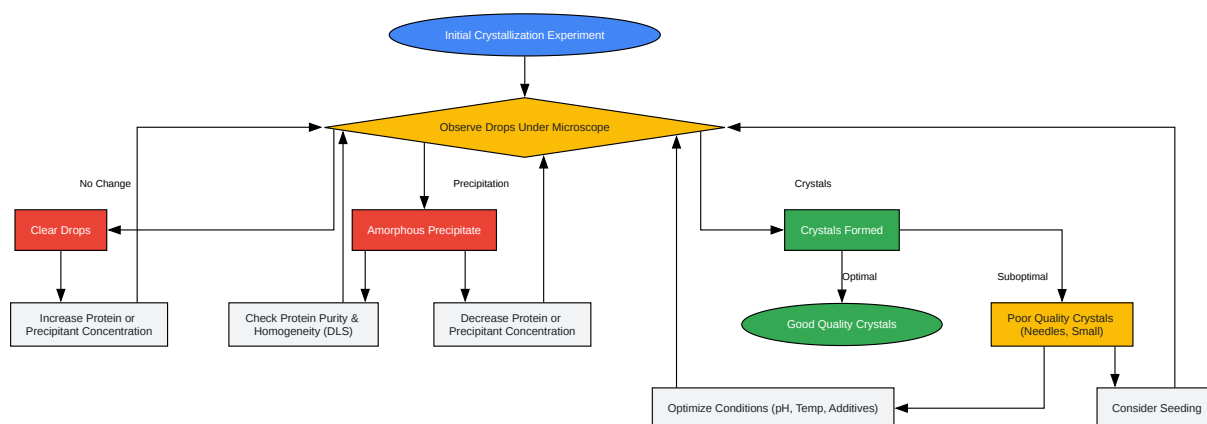 Initial Crystallization Experiment
Observe Drops Under Microscope
No Change
Precipitation
Crystals
Clear Drops
Amorphous Precipitate
Crystals Formed
Optimal
Suboptimal
Increase Protein or
Precipitant Concentration
Check Protein Purity &
Homogeneity (DLS)
Decrease Protein or
Precipitant Concentration
Good Quality Crystals
Poor Quality Crystals
(Needles, Small)
Optimize Conditions (pH, Temp, Additives)
Consider Seeding